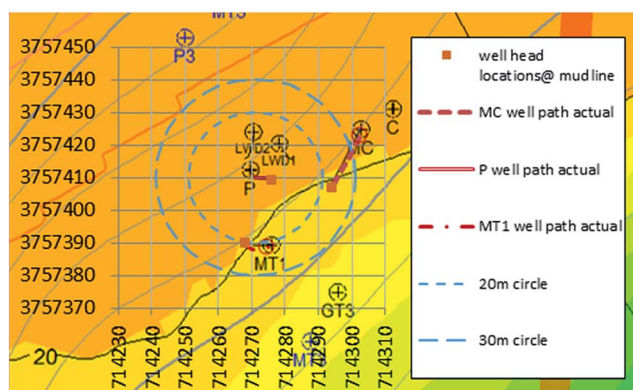 MT3
3757450
P3
3757440
3757430
C
3757420
LWD2
LWD1
MC
3757410
P
3757400
3757390
MT1
3757380
3757370
GT3
20
714230
714240
714250
714260
714270
714280
714290
714300
714310
well head
locations@ mudline
MC well path actual
P well path actual
MT1 well path actual
20m circle
30m circle